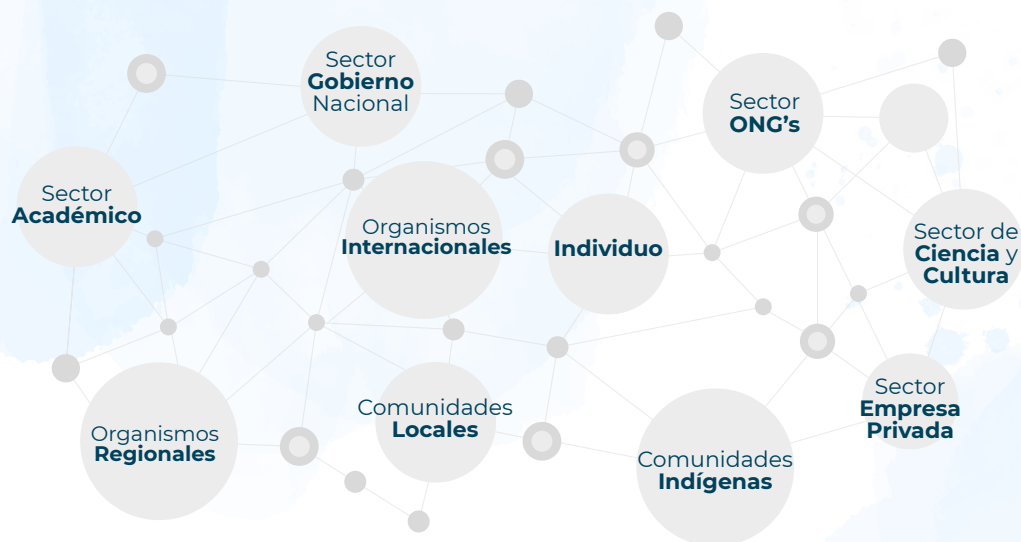 Sector
Gobierno
Nacional
Sector
ONG’s
Sector
Académico
Organismos
Internacionales
Individuo
Sector de
Ciencia y
Cultura
Organismos
Regionales
Comunidades
Locales
Comunidades
Indígenas
Sector
Empresa
Privada